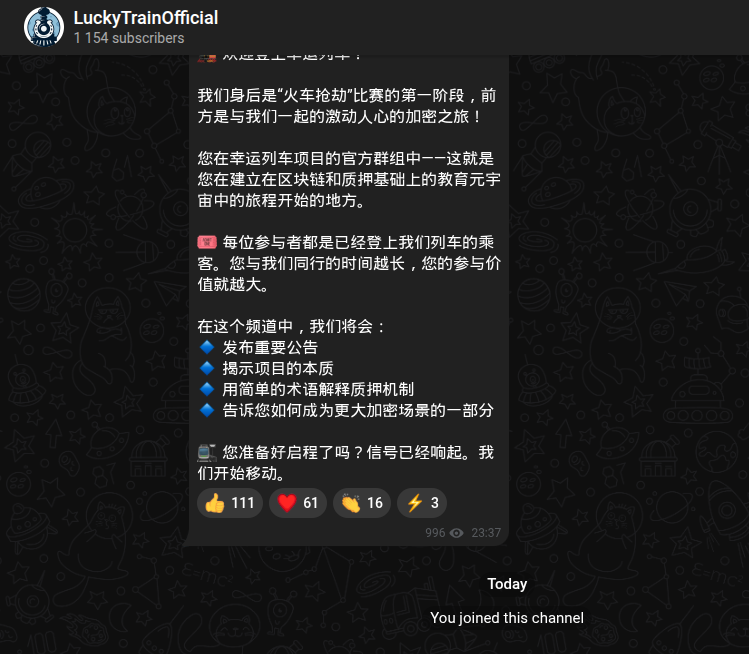 LuckyTrainOfficial
1 154 subscribers
我们身后是“火车抢劫”比赛的第一阶段，前
方是与我们一起的激动人心的加密之旅！
您在幸运列车项目的官方群组中——这就是
您在建立在区块链和质押基础上的教育元宇
宙中的旅程开始的地方。
🎟 每位参与者都是已经登上我们列车的乘
客。您与我们同行的时间越长，您的参与价
值就越大。
在这个频道中，我们将会：
🔷 发布重要公告
🔷 揭示项目的本质
🔷 用简单的术语解释质押机制
🔷 告诉您如何成为更大加密场景的一部分
🚉 您准备好启程了吗？信号已经响起。我
们开始移动。
👍 111 ❤️ 61 👏 16 ⚡ 3
996 23:37
Today
You joined this channel